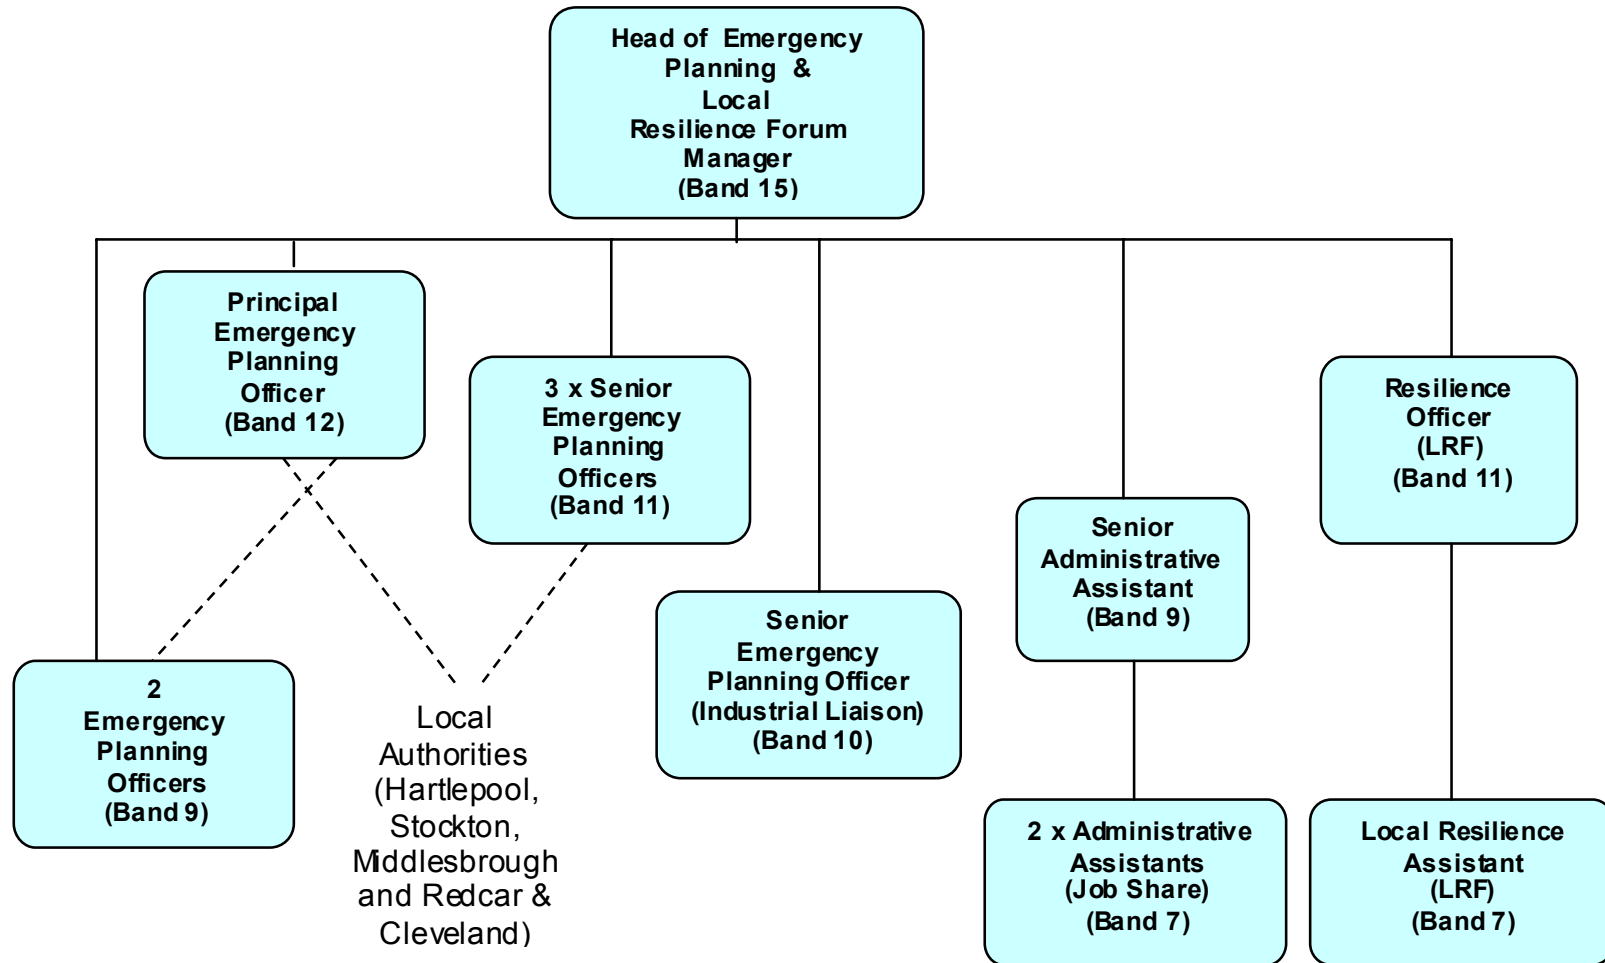 Head of Emergency
Planning &
Local
Resilience Forum
Manager
(Band 15)
Principal
Emergency
Planning
Officer
(Band 12)
3 x Senior
Emergency
Planning
Officers
(Band 11)
Resilience
Officer
(LRF)
(Band 11)
Senior
Administrative
Assistant
(Band 9)
Senior
Emergency
Planning Officer
(Industrial Liaison)
(Band 10)
2
Emergency
Planning
Officers
(Band 9)
Local
Authorities
(Hartlepool,
Stockton,
Middlesbrough
and Redcar &
Cleveland)
2 x Administrative
Assistants
(Job Share)
(Band 7)
Local Resilience
Assistant
(LRF)
(Band 7)